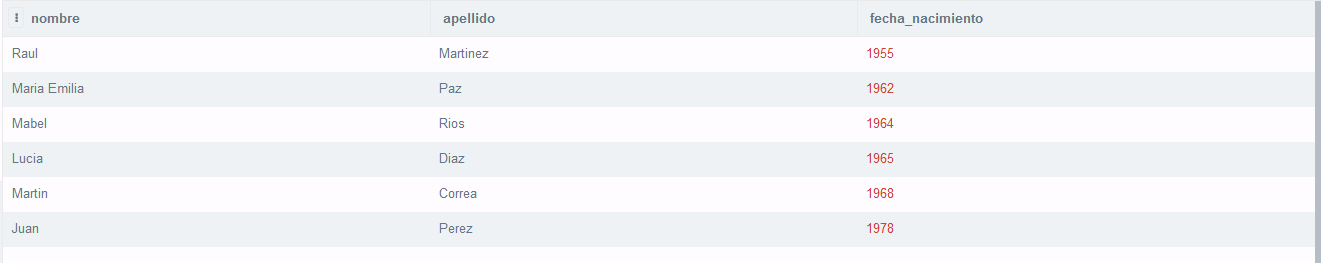 nombre apellido fecha_nacimiento
Raul Martinez 1955
Maria Emilia Paz 1962
Mabel Rios 1964
Lucia Diaz 1965
Martin Correa 1968
Juan Perez 1978